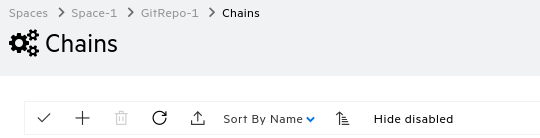 Spaces > Space-1 > GitRepo-1 > Chains
Chains
Sort By Name Hide disabled